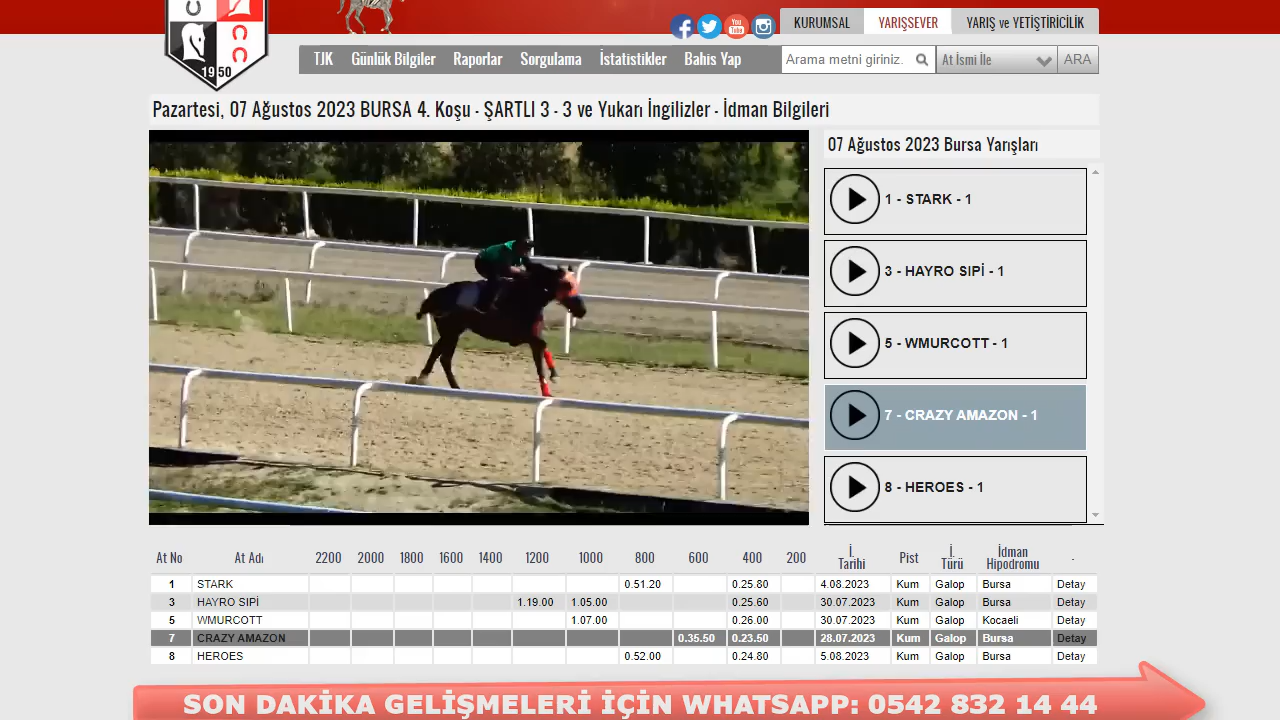 KURUMSAL YARIŞSEVER YARIŞ ve YETİŞTİRİCİLİK
You Tube
TJK Günlük Bilgiler Raporlar Sorgulama İstatistikler Bahis Yap Arama metni giriniz. At İsmi İle ARA
1950
Pazartesi, 07 Ağustos 2023 BURSA 4. Koşu - ŞARTLI 3 - 3 ve Yukarı İngilizler - İdman Bilgileri
07 Ağustos 2023 Bursa Yarışları
1 - STARK - 1
3 - HAYRO SIPİ - 1
5 - WMURCOTT - 1
7 - CRAZY AMAZON - 1
8 - HEROES - 1
At No At Adı 2200 2000 1800 1600 1400 1200 1000 800 600 400 200 İ. Tarihi Pist İ. Türü İdman Hipodromu -
1 STARK 0.51.20 0.25.80 4.08.2023 Kum Galop Bursa Detay
3 HAYRO SIPİ 1.19.00 1.05.00 0.25.60 30.07.2023 Kum Galop Bursa Detay
5 WMURCOTT 1.07.00 0.26.00 30.07.2023 Kum Galop Kocaeli Detay
7 CRAZY AMAZON 0.35.50 0.23.50 28.07.2023 Kum Galop Bursa Detay
8 HEROES 0.52.00 0.24.80 5.08.2023 Kum Galop Bursa Detay
SON DAKİKA GELİŞMELERİ İÇİN WHATSAPP: 0542 832 14 44